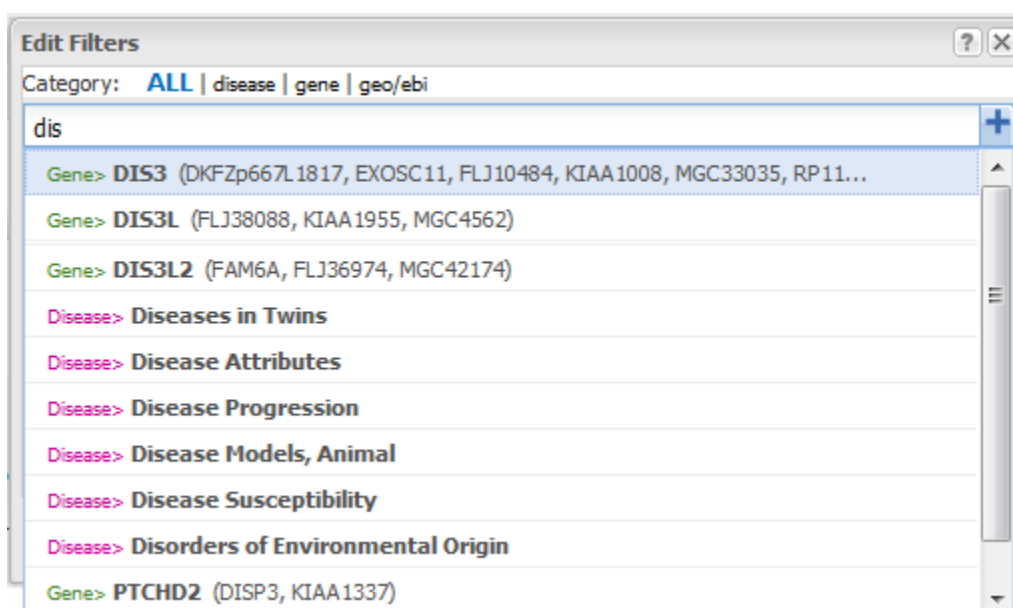 Edit Filters
Category: ALL | disease | gene | geo/ebi
dis
Gene> DIS3 (DKFZp667L1817, EXOSC11, FLJ10484, KIAA1008, MGC33035, RP11...
Gene> DIS3L (FLJ38088, KIAA1955, MGC4562)
Gene> DIS3L2 (FAM6A, FLJ36974, MGC42174)
Disease> Diseases in Twins
Disease> Disease Attributes
Disease> Disease Progression
Disease> Disease Models, Animal
Disease> Disease Susceptibility
Disease> Disorders of Environmental Origin
Gene> PTCHD2 (DISP3, KIAA1337)